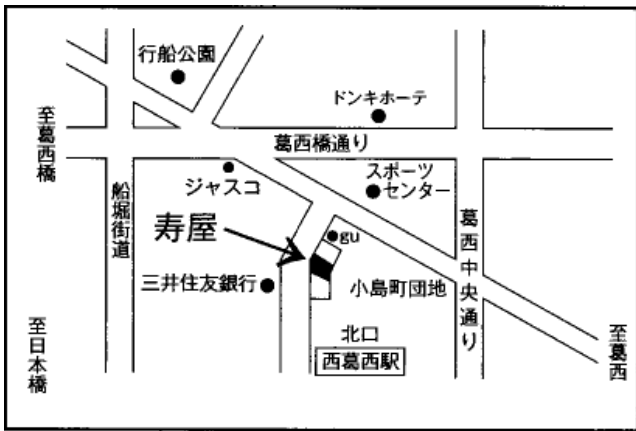 行船公園
ドンキホーテ
至葛西橋
葛西橋通り
ジャスコ
スポーツ
センター
船堀街道
寿屋
gu
葛西中央通り
三井住友銀行
小島町団地
至日本橋
北口
西葛西駅
至葛西